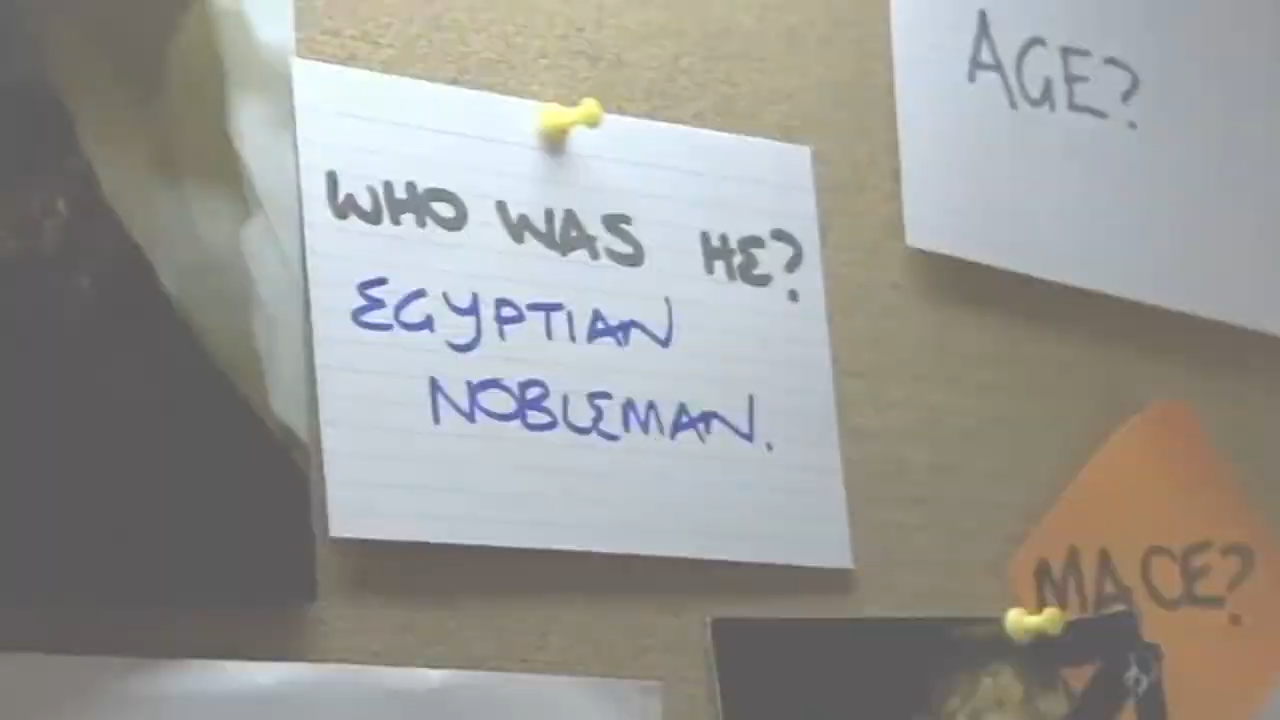 WHO WAS HE?
EGYPTIAN
NOBLEMAN.
AGE?
MACE?